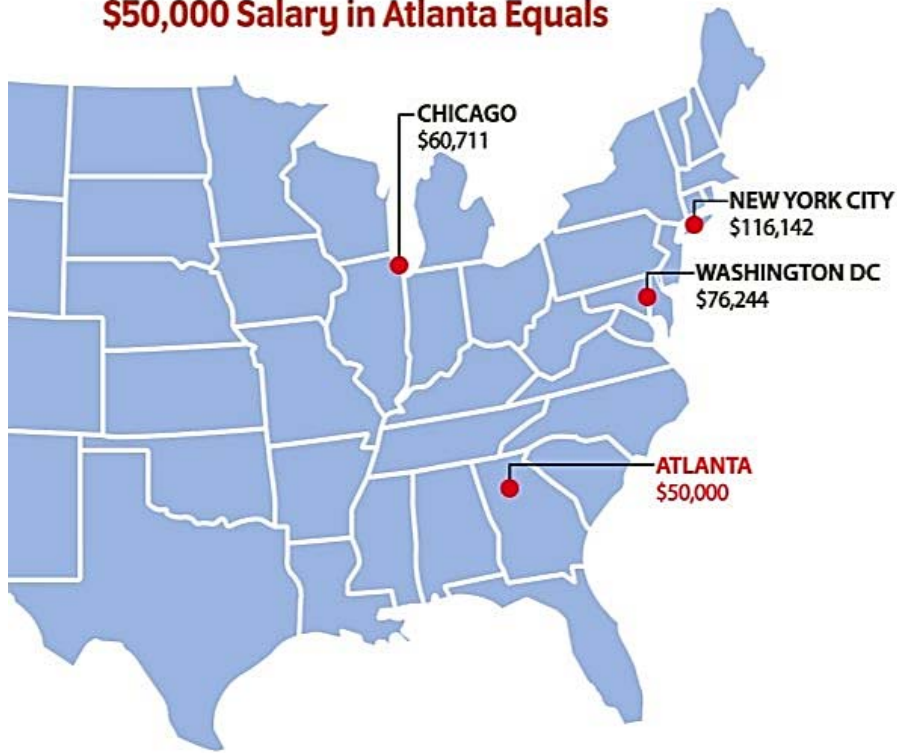 $50,000 Salary in Atlanta Equals
CHICAGO
$60,711
NEW YORK CITY
$116,142
WASHINGTON DC
$76,244
ATLANTA
$50,000